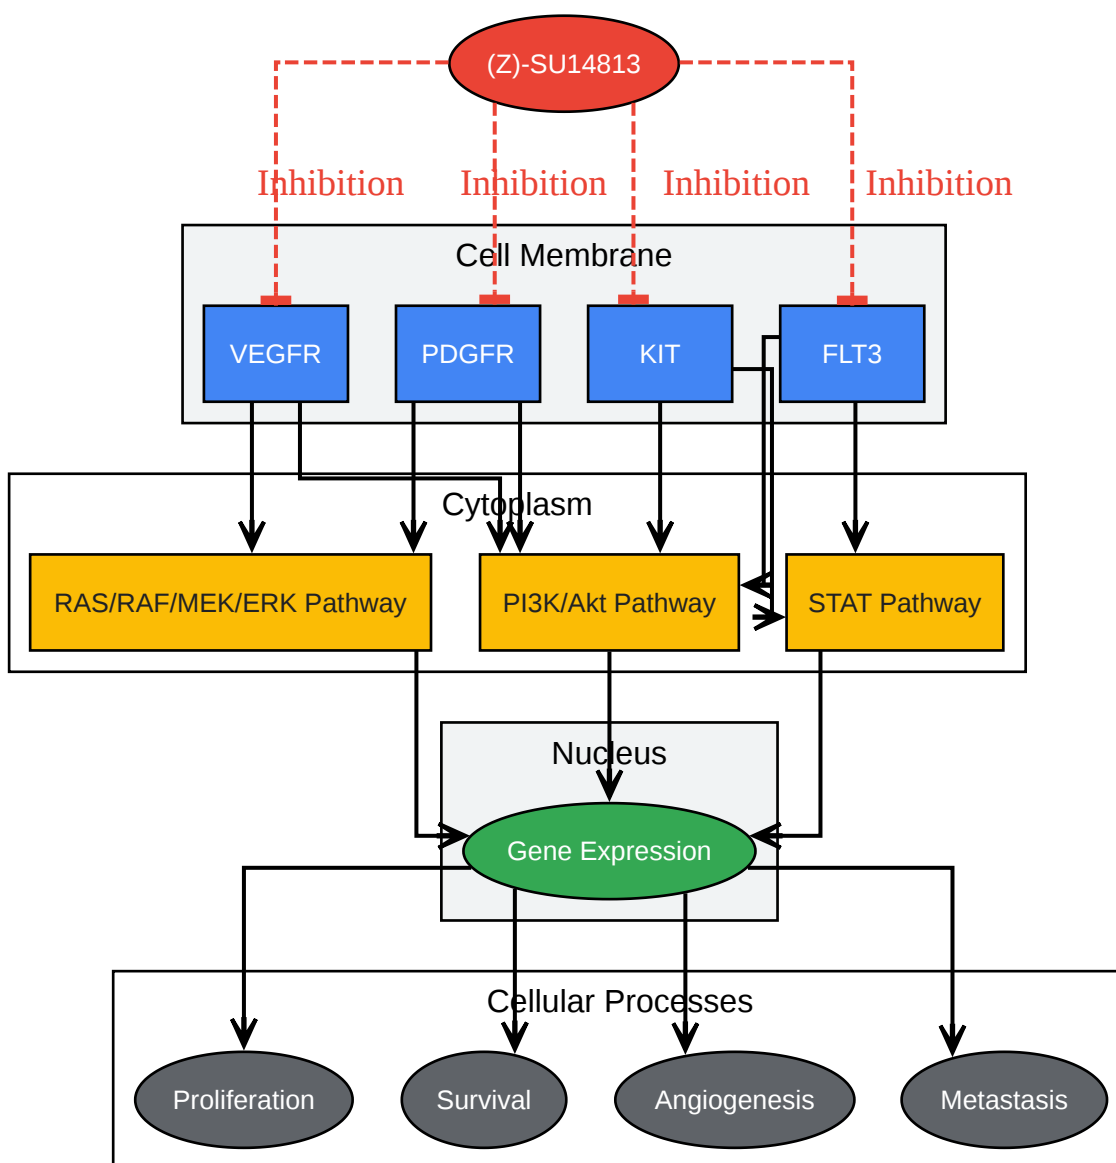 (Z)-SU14813
Inhibition Inhibition Inhibition Inhibition
Cell Membrane
VEGFR PDGFR KIT FLT3
Cytoplasm
RAS/RAF/MEK/ERK Pathway PI3K/Akt Pathway STAT Pathway
Nucleus
Gene Expression
Cellular Processes
Proliferation Survival Angiogenesis Metastasis